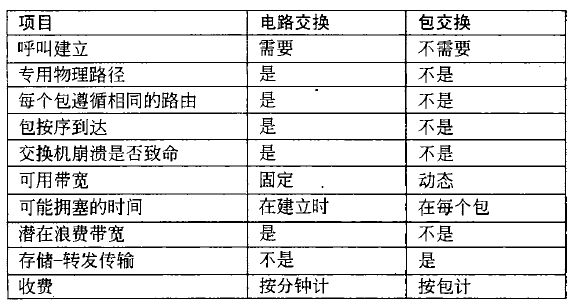 项目 电路交换 包交换
呼叫建立 需要 不需要
专用物理路径 是 不是
每个包遵循相同的路由 是 不是
包按序到达 是 不是
交换机崩溃是否致命 是 不是
可用带宽 固定 动态
可能拥塞的时间 在建立时 在每个包
潜在浪费带宽 是 不是
存储-转发传输 不是 是
收费 按分钟计 按包计